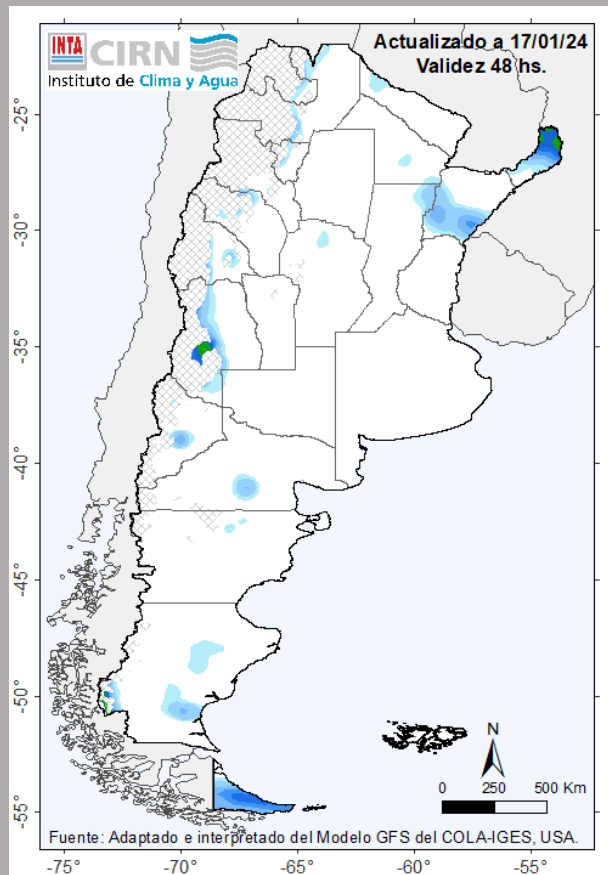 INTA CIRN
Instituto de Clima y Agua
Actualizado a 17/01/24
Validez 48 hs.
-25°
-30°
-35°
-40°
-45°
-50°
-55°
N
0 250 500 Km
Fuente: Adaptado e interpretado del Modelo GFS del COLA-IGES, USA.
-75° -70° -65° -60° -55°